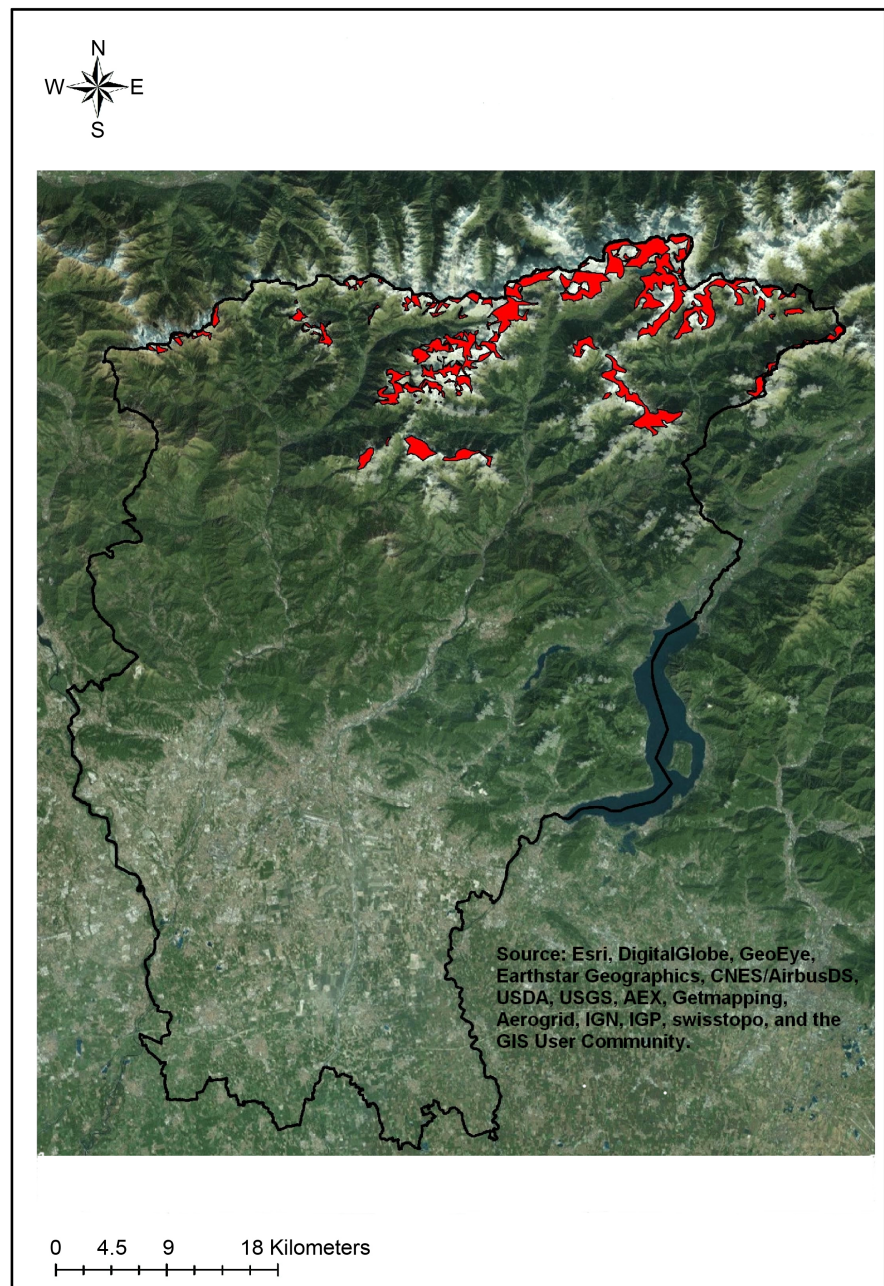 N
W E
S
Source: Esri, DigitalGlobe, GeoEye,
Earthstar Geographics, CNES/AirbusDS,
USDA, USGS, AEX, Getmapping,
Aerogrid, IGN, IGP, swisstopo, and the
GIS User Community.
0 4.5 9 18 Kilometers